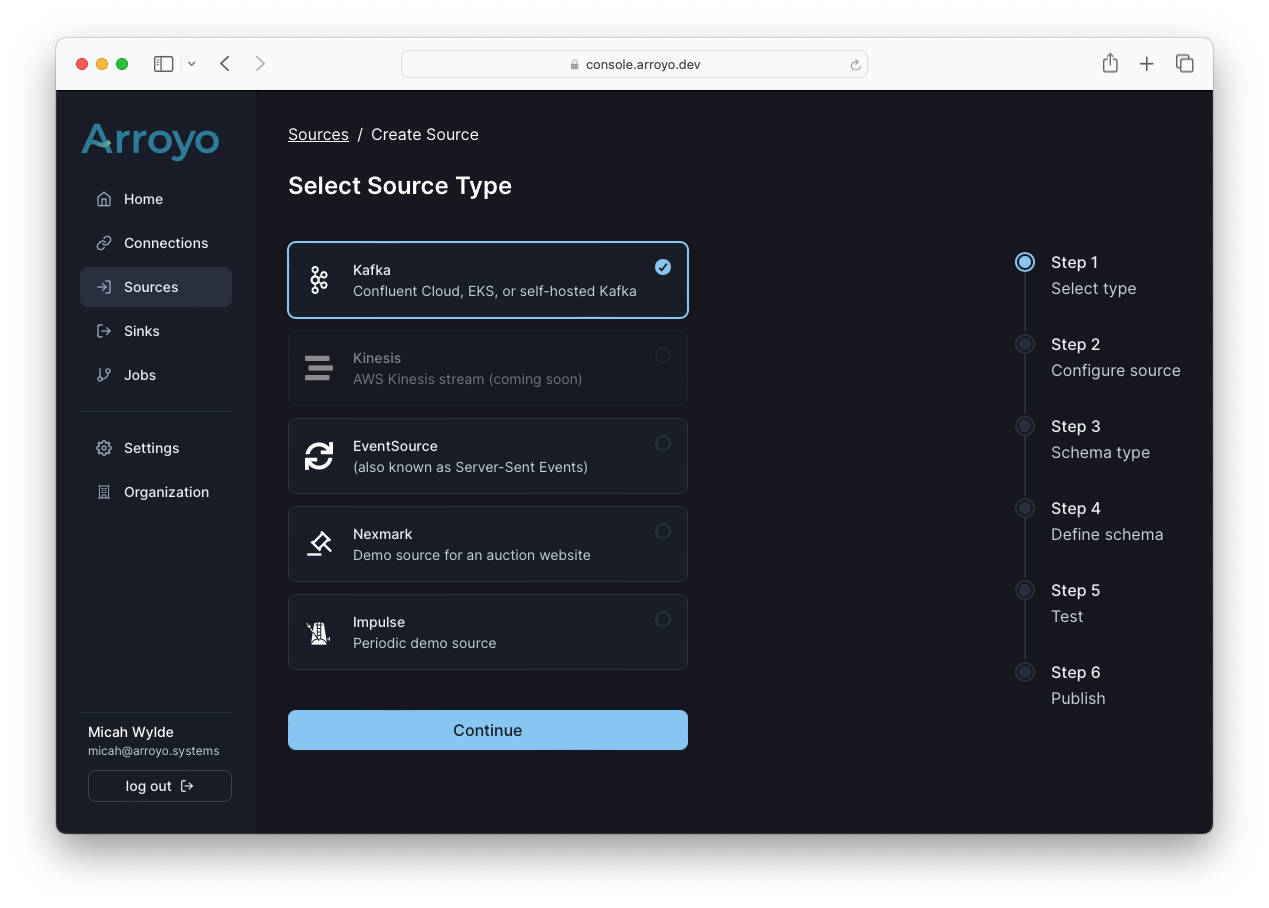 console.arroyo.dev
Arroyo
Home
Connections
Sources
Sinks
Jobs
Settings
Organization
Micah Wylde
micah@arroyo.systems
log out
Sources / Create Source
Select Source Type
Kafka
Confluent Cloud, EKS, or self-hosted Kafka
Kinesis
AWS Kinesis stream (coming soon)
EventSource
(also known as Server-Sent Events)
Nexmark
Demo source for an auction website
Impulse
Periodic demo source
Continue
Step 1
Select type
Step 2
Configure source
Step 3
Schema type
Step 4
Define schema
Step 5
Test
Step 6
Publish